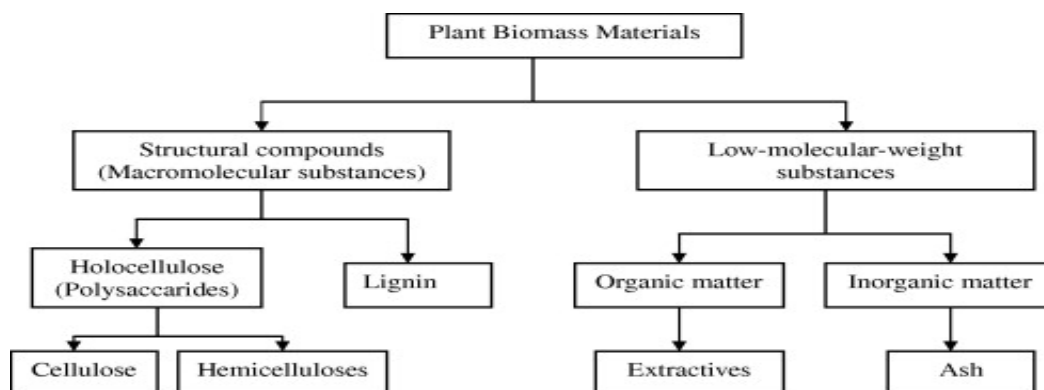 Plant Biomass Materials
Structural compounds
(Macromolecular substances)
Low-molecular-weight
substances
Holocellulose
(Polysaccarides)
Lignin
Organic matter
Inorganic matter
Cellulose
Hemicelluloses
Extractives
Ash